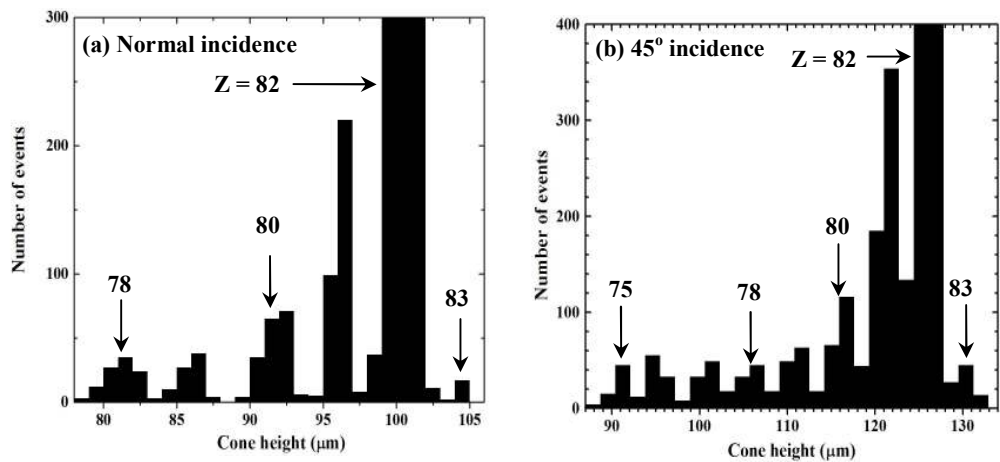 (a) Normal incidence
Z = 82
80
78
83
300
200
100
0
80 85 90 95 100 105
Number of events
Cone height (μm)
(b) 45° incidence
Z = 82
80
75
78
83
400
300
200
100
0
90 100 110 120 130
Number of events
Cone height (μm)